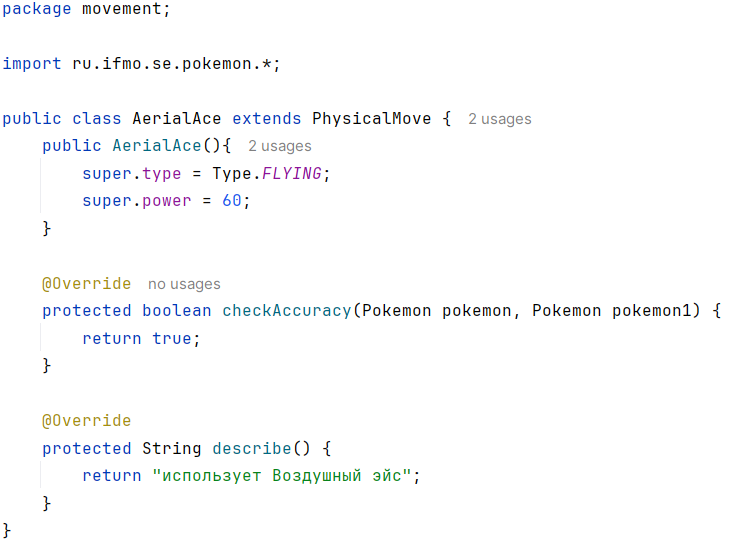 package movement;
import ru.ifmo.se.pokemon.*;
public class AerialAce extends PhysicalMove {  2 usages
    public AerialAce(){  2 usages
        super.type = Type.FLYING;
        super.power = 60;
    }
    @Override  no usages
    protected boolean checkAccuracy(Pokemon pokemon, Pokemon pokemon1) {
        return true;
    }
    @Override
    protected String describe() {
        return "использует Воздушный эйс";
    }
}